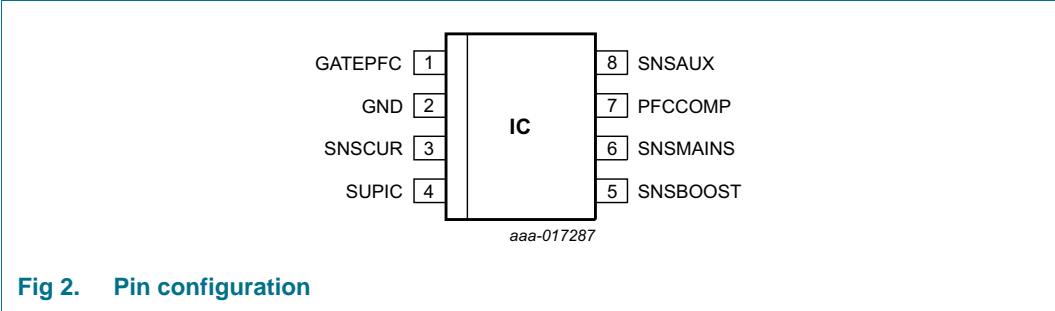 GATEPFC 1 8 SNSAUX
GND 2 7 PFCCOMP
IC
SNSCUR 3 6 SNSMAINS
SUPIC 4 5 SNSBOOST
aaa-017287
Fig 2. Pin configuration